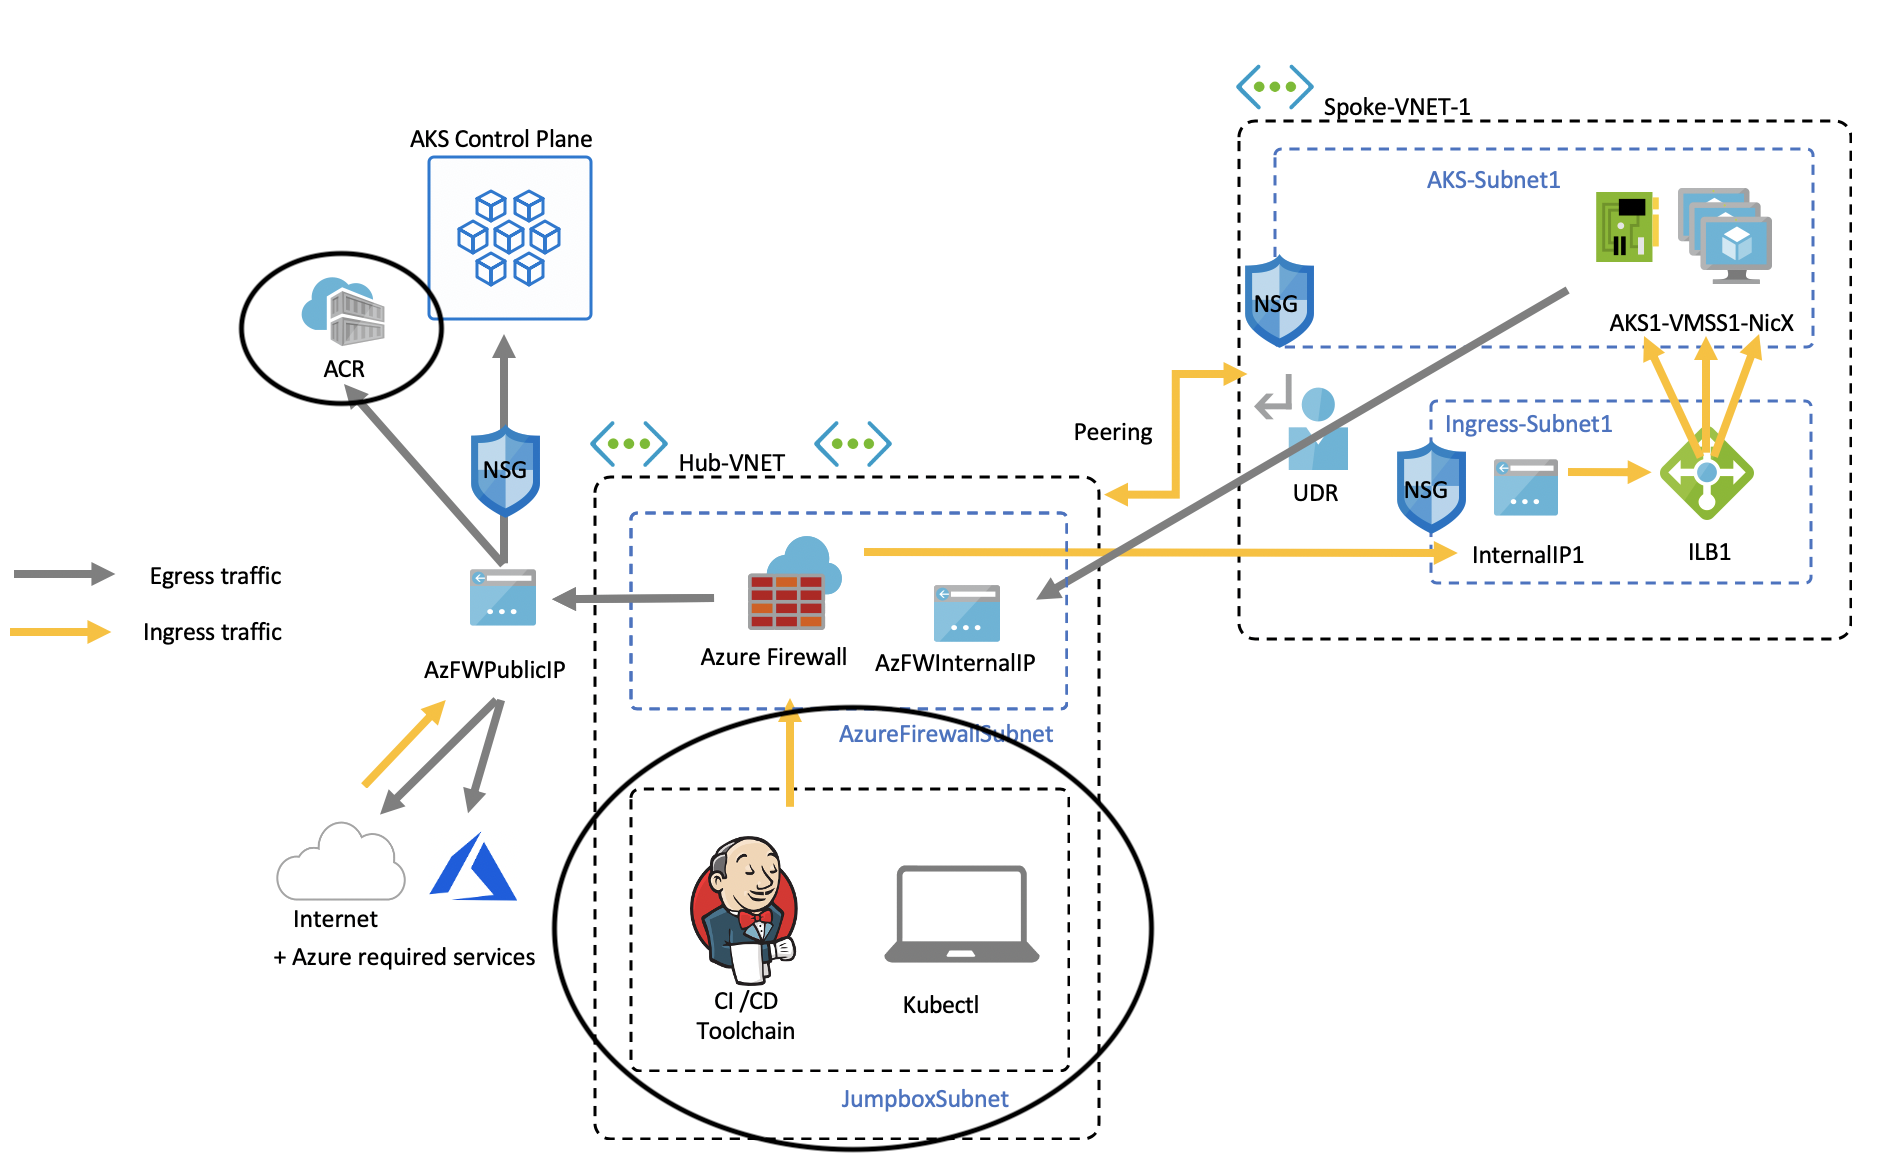 Spoke-VNET-1
AKS Control Plane
AKS-Subnet1
NSG
AKS1-VMSS1-NicX
ACR
Peering
Ingress-Subnet1
NSG
Hub-VNET
NSG
UDR
InternalIP1
ILB1
Egress traffic
Ingress traffic
AzFWPublicIP
Azure Firewall
AzFWInternalIP
AzureFirewallSubnet
Internet
+ Azure required services
CI /CD
Toolchain
Kubectl
JumpboxSubnet